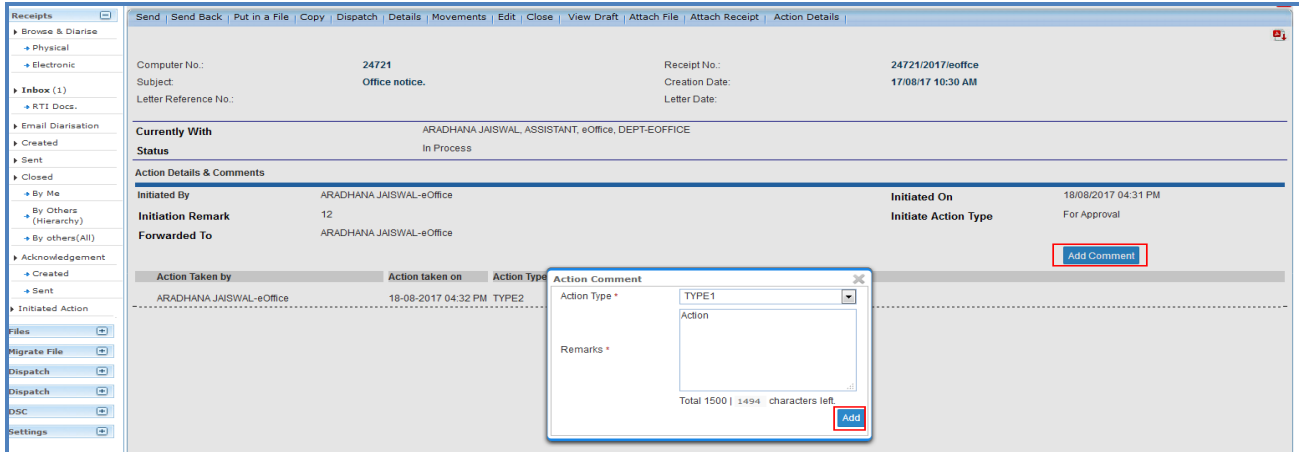 Receipts
Browse & Diarise
Physical
Electronic
Inbox (1)
RTI Docs.
Email Diarisation
Created
Sent
Closed
By Me
By Others
(Hierarchy)
By others(All)
Acknowledgement
Created
Sent
Initiated Action
Files
Migrate File
Dispatch
Dispatch
DSC
Settings
Send | Send Back | Put in a File | Copy | Dispatch | Details | Movements | Edit | Close | View Draft | Attach File | Attach Receipt | Action Details |
Computer No.: 24721 Receipt No.: 24721/2017/eoffce
Subject: Office notice. Creation Date: 17/08/17 10:30 AM
Letter Reference No.: Letter Date:
Currently With ARADHANA JAISWAL, ASSISTANT, eOffice, DEPT-EOFFICE
Status In Process
Action Details & Comments
Initiated By ARADHANA JAISWAL-eOffice Initiated On 18/08/2017 04:31 PM
Initiation Remark 12 Initiate Action Type For Approval
Forwarded To ARADHANA JAISWAL-eOffice
Add Comment
Action Taken by Action taken on Action Type
ARADHANA JAISWAL-eOffice 18-08-2017 04:32 PM TYPE2
Action Comment
Action Type * TYPE1
Action
Remarks *
Total 1500 | 1494 characters left.
Add